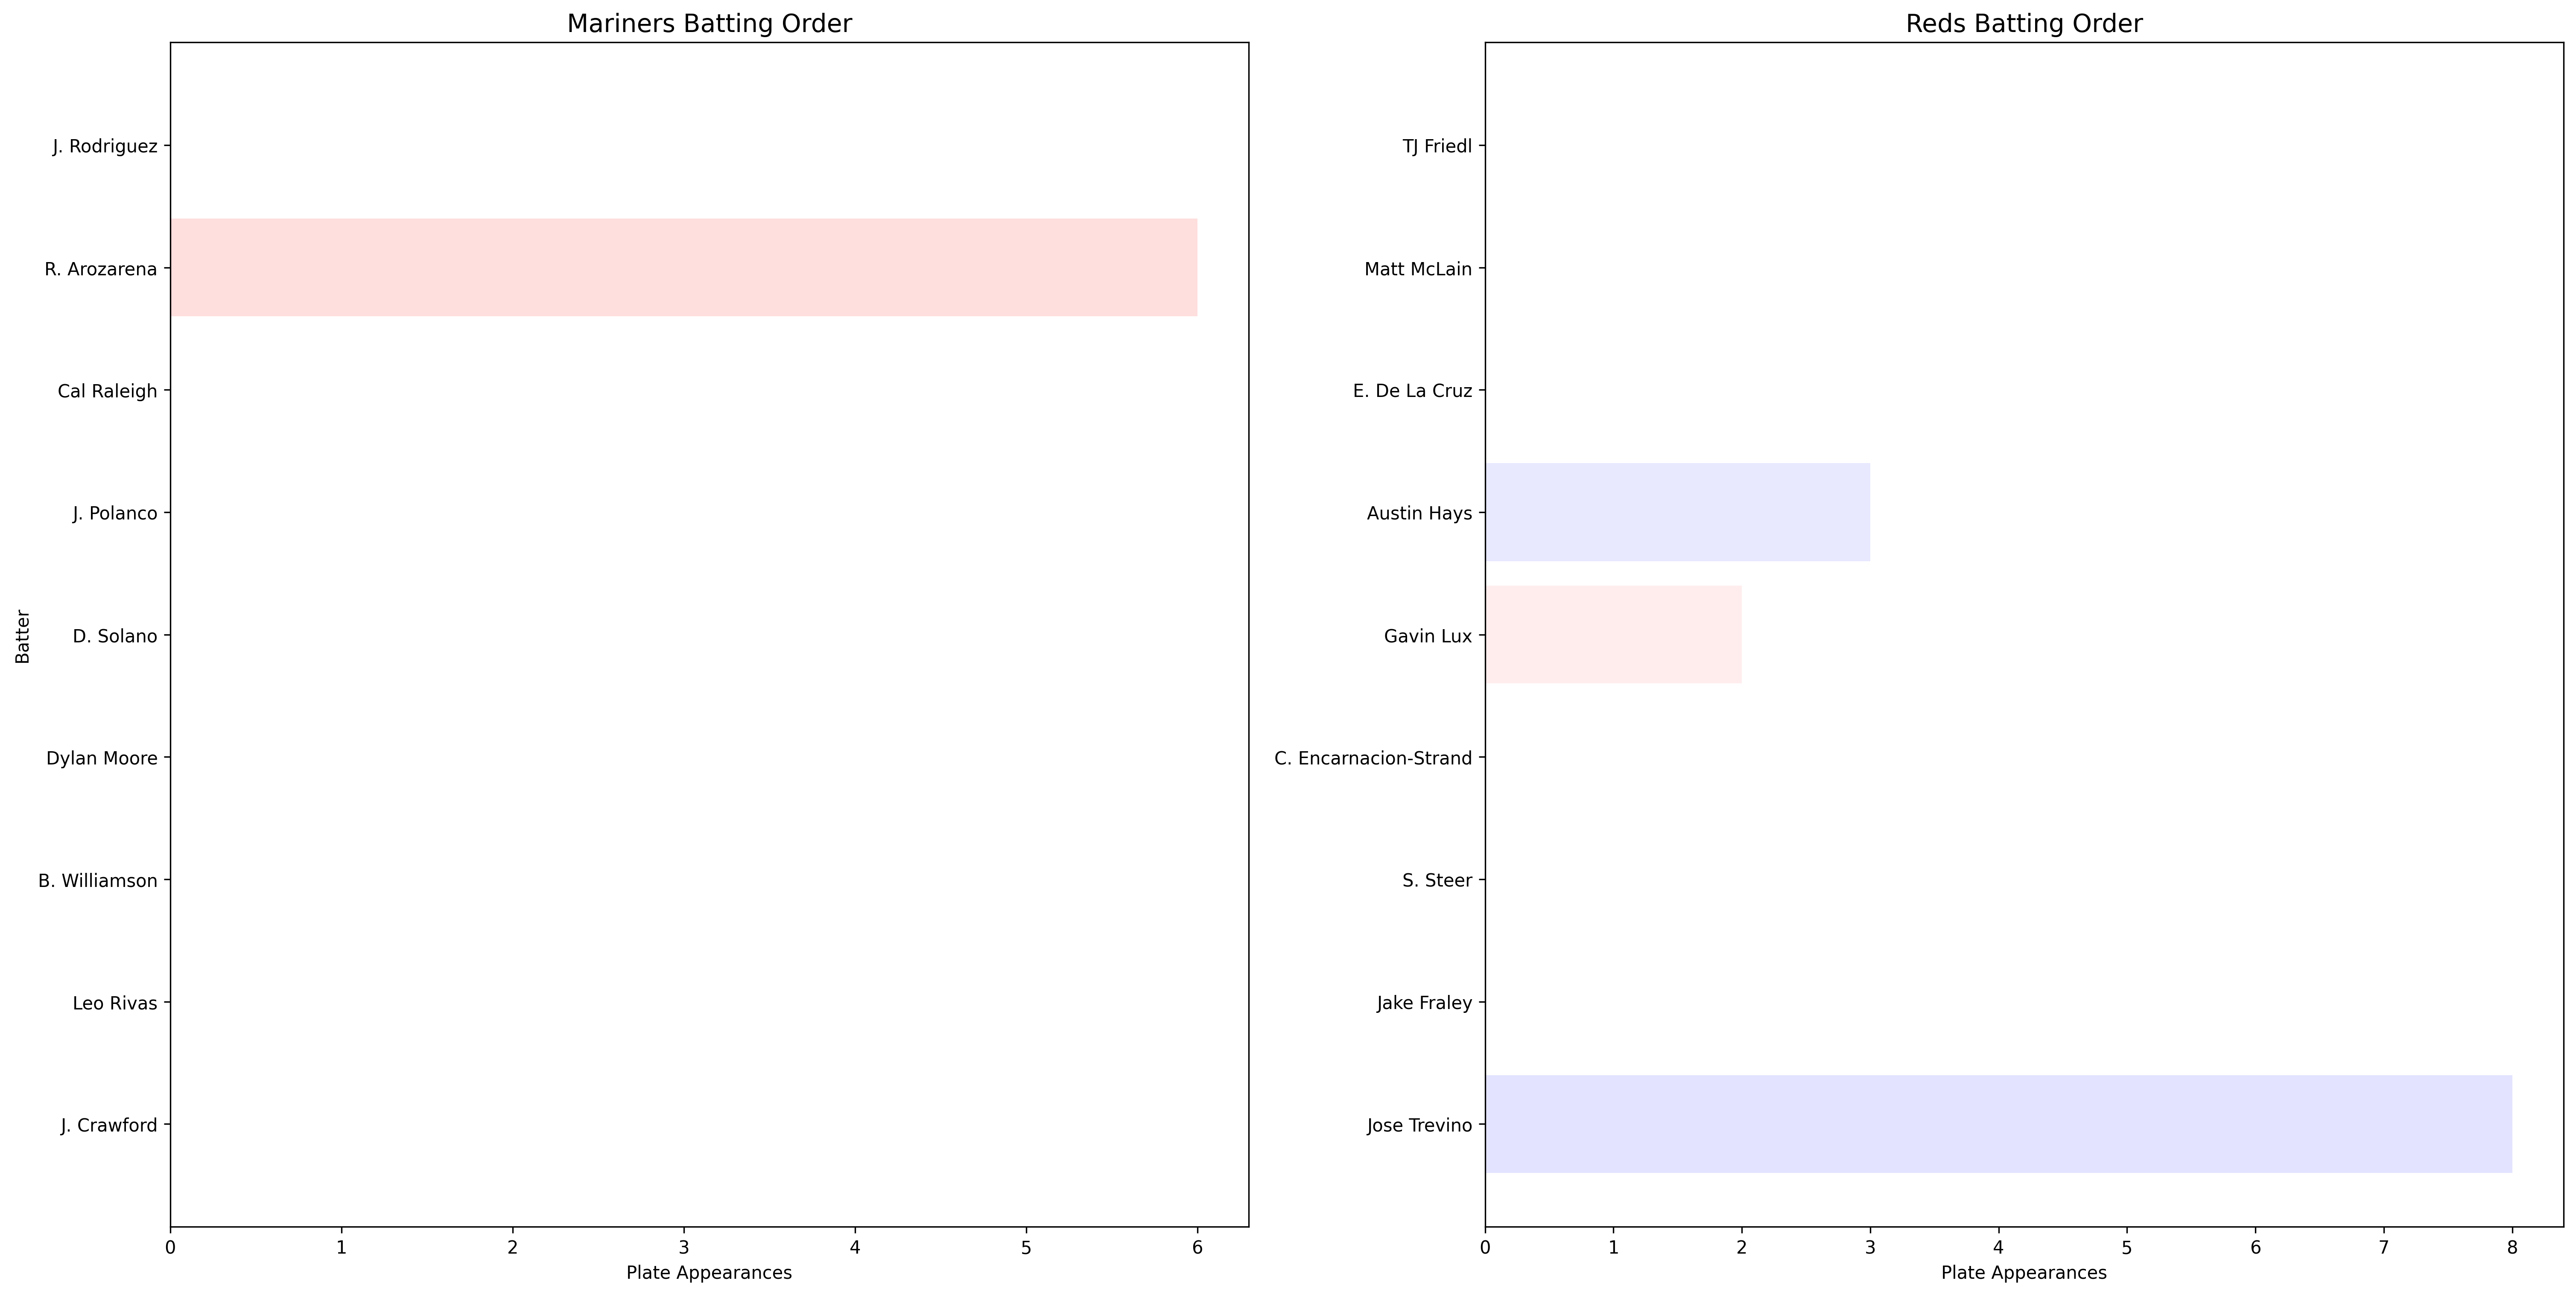 Mariners Batting Order
Batter
J. Rodriguez
R. Arozarena
Cal Raleigh
J. Polanco
D. Solano
Dylan Moore
B. Williamson
Leo Rivas
J. Crawford
0 1 2 3 4 5 6
Plate Appearances
Reds Batting Order
TJ Friedl
Matt McLain
E. De La Cruz
Austin Hays
Gavin Lux
C. Encarnacion-Strand
S. Steer
Jake Fraley
Jose Trevino
0 1 2 3 4 5 6 7 8
Plate Appearances